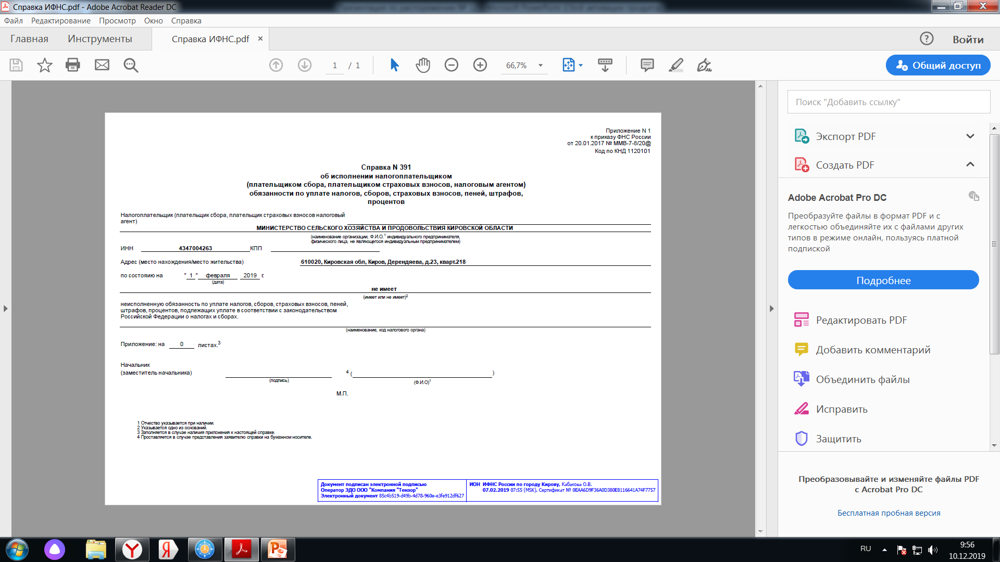 Справка ИФНС.pdf - Adobe Acrobat Reader DC
Файл Редактирование Просмотр Окно Справка
Главная Инструменты Справка ИФНС.pdf × Войти
1 / 1 66,7% Общий доступ
Приложение N 1
к приказу ФНС России
от 20.01.2017 № ММВ-7-8/20@
Код по КНД 1120101
Справка N 391
об исполнении налогоплательщиком
(плательщиком сбора, плательщиком страховых взносов, налоговым агентом)
обязанности по уплате налогов, сборов, страховых взносов, пеней, штрафов,
процентов
Налогоплательщик (плательщик сбора, плательщик страховых взносов налоговый
агент)
МИНИСТЕРСТВО СЕЛЬСКОГО ХОЗЯЙСТВА И ПРОДОВОЛЬСТВИЯ КИРОВСКОЙ ОБЛАСТИ
(наименование организации, Ф.И.О.1 индивидуального предпринимателя,
физического лица, не являющегося индивидуальным предпринимателем)
ИНН 4347004263 КПП
Адрес (место нахождения/место жительства) 610020, Кировская обл, Киров, Дерендяева, д.23, кварт.218
по состоянию на " 1 " февраля 2019 г.
(дата)
не имеет
(имеет или не имеет)2
неисполненную обязанность по уплате налогов, сборов, страховых взносов, пеней,
штрафов, процентов, подлежащих уплате в соответствии с законодательством
Российской Федерации о налогах и сборах.
(наименование, код налогового органа)
Приложение: на 0 листах.3
Начальник
(заместитель начальника) 4 ( )
(подпись) (Ф.И.О)1
М.П.
1 Отчество указывается при наличии.
2 Указывается одно из оснований.
3 Заполняется в случае наличия приложения к настоящей справке.
4 Проставляется в случае представления заявителю справки на бумажном носителе.
Документ подписан электронной подписью
Оператор ЭДО ООО "Компания "Тензор"
Электронный документ 85c4b519-d49b-4d78-960e-e3fe912df627
ИОН ИФНС России по городу Кирову, Кабакова О.В.
07.02.2019 07:55 (MSK), Сертификат № 0EAA6D9F36A0D380E8116641A74F7757
Поиск "Добавить ссылку"
Экспорт PDF
Создать PDF
Adobe Acrobat Pro DC
Преобразуйте файлы в формат PDF и с
легкостью объединяйте их с файлами других
типов в режиме онлайн, пользуясь платной
подпиской
Подробнее
Редактировать PDF
Добавить комментарий
Объединить файлы
Исправить
Защитить
Преобразовывайте и изменяйте файлы PDF
с Acrobat Pro DC
Бесплатная пробная версия
RU
9:56
10.12.2019